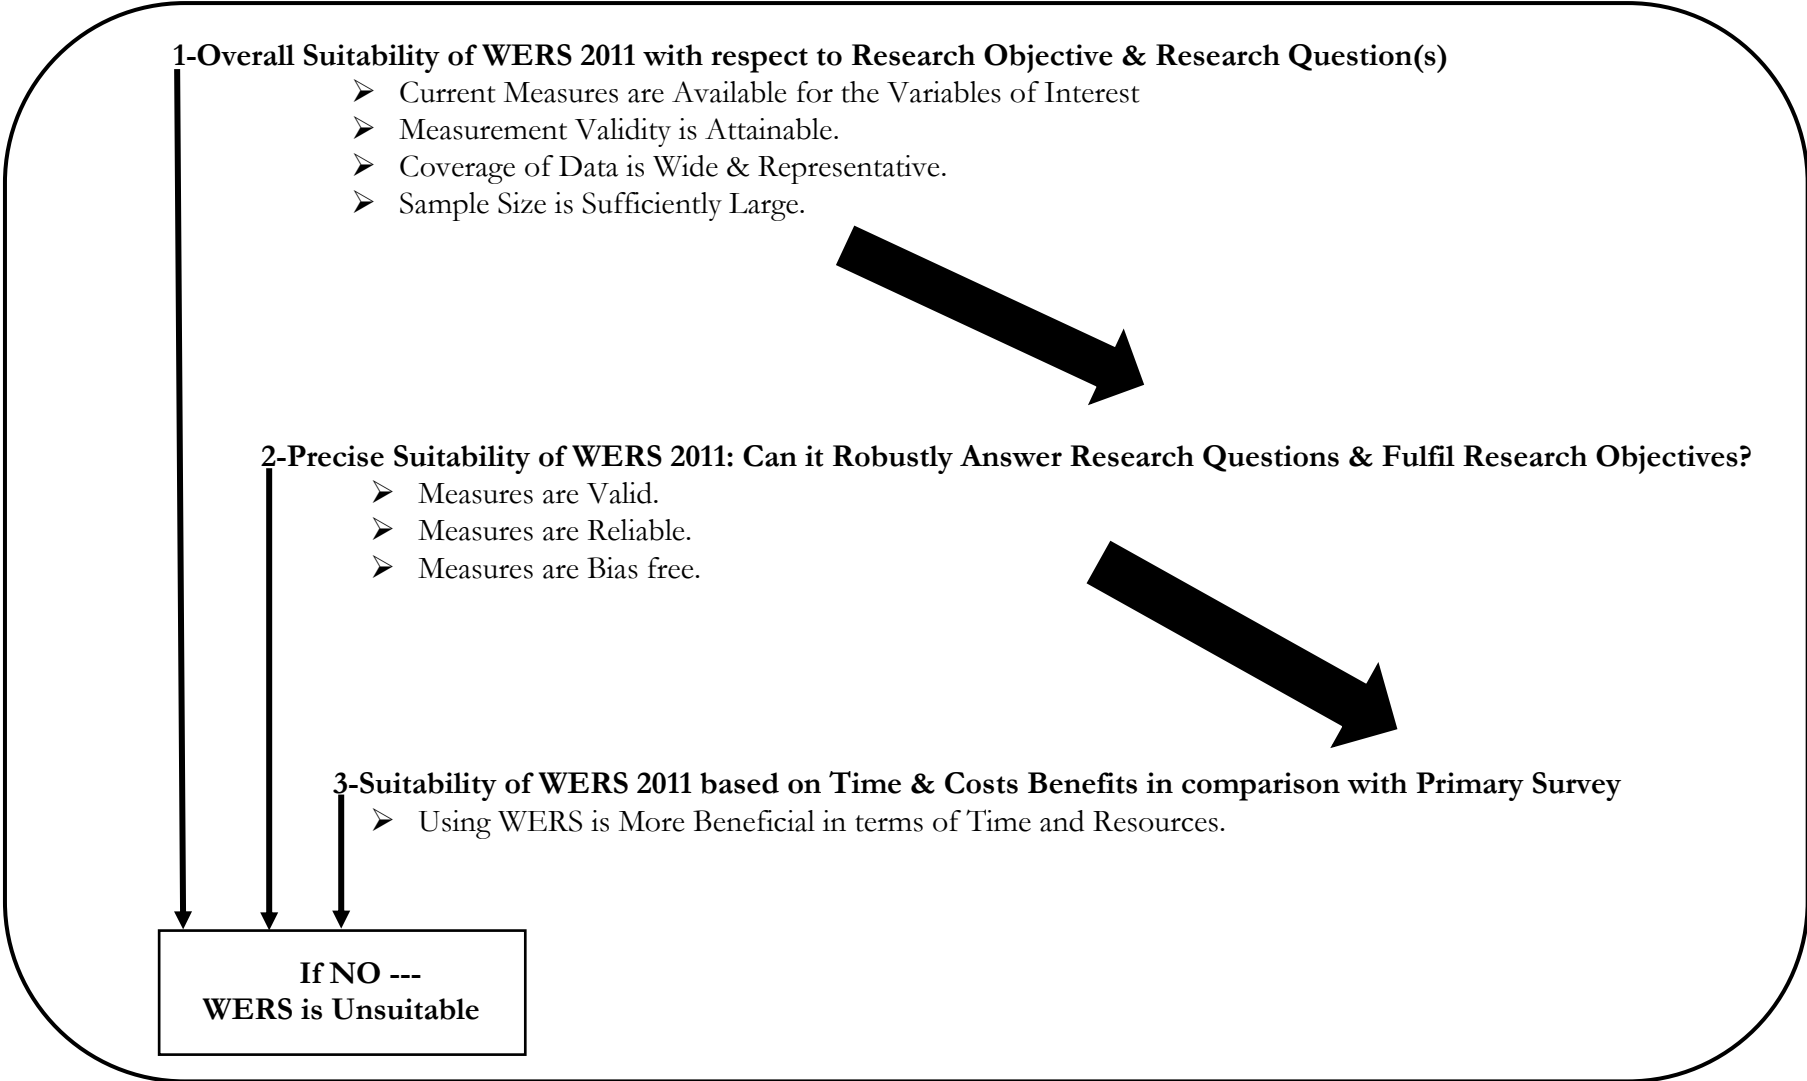 1-Overall Suitability of WERS 2011 with respect to Research Objective & Research Question(s)
➢ Current Measures are Available for the Variables of Interest
➢ Measurement Validity is Attainable.
➢ Coverage of Data is Wide & Representative.
➢ Sample Size is Sufficiently Large.
2-Precise Suitability of WERS 2011: Can it Robustly Answer Research Questions & Fulfil Research Objectives?
➢ Measures are Valid.
➢ Measures are Reliable.
➢ Measures are Bias free.
3-Suitability of WERS 2011 based on Time & Costs Benefits in comparison with Primary Survey
➢ Using WERS is More Beneficial in terms of Time and Resources.
If NO ---
WERS is Unsuitable